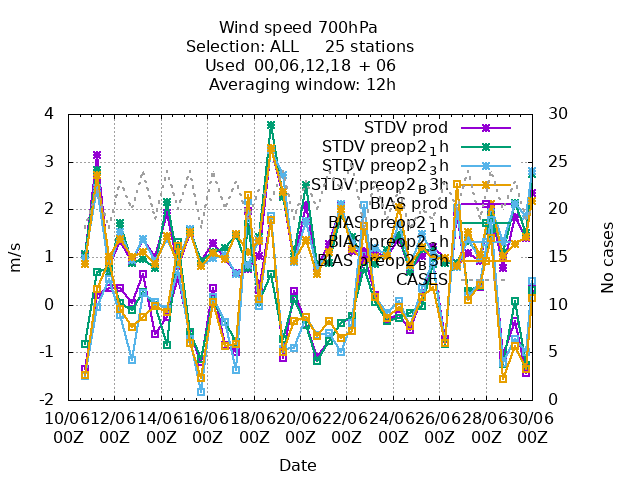 Wind speed 700hPa
Selection: ALL 25 stations
Used 00,06,12,18 + 06
Averaging window: 12h
4
3
2
1
0
-1
-2
m/s
30
25
20
15
10
5
0
No cases
STDV prod
STDV preop2_1h
STDV preop2_3h
STDV preop2_B3h
BIAS prod
BIAS preop2_1h
BIAS preop2_3h
BIAS preop2_B3h
CASES
10/06 12/06 14/06 16/06 18/06 20/06 22/06 24/06 26/06 28/06 30/06
00Z 00Z 00Z 00Z 00Z 00Z 00Z 00Z 00Z 00Z 00Z
Date